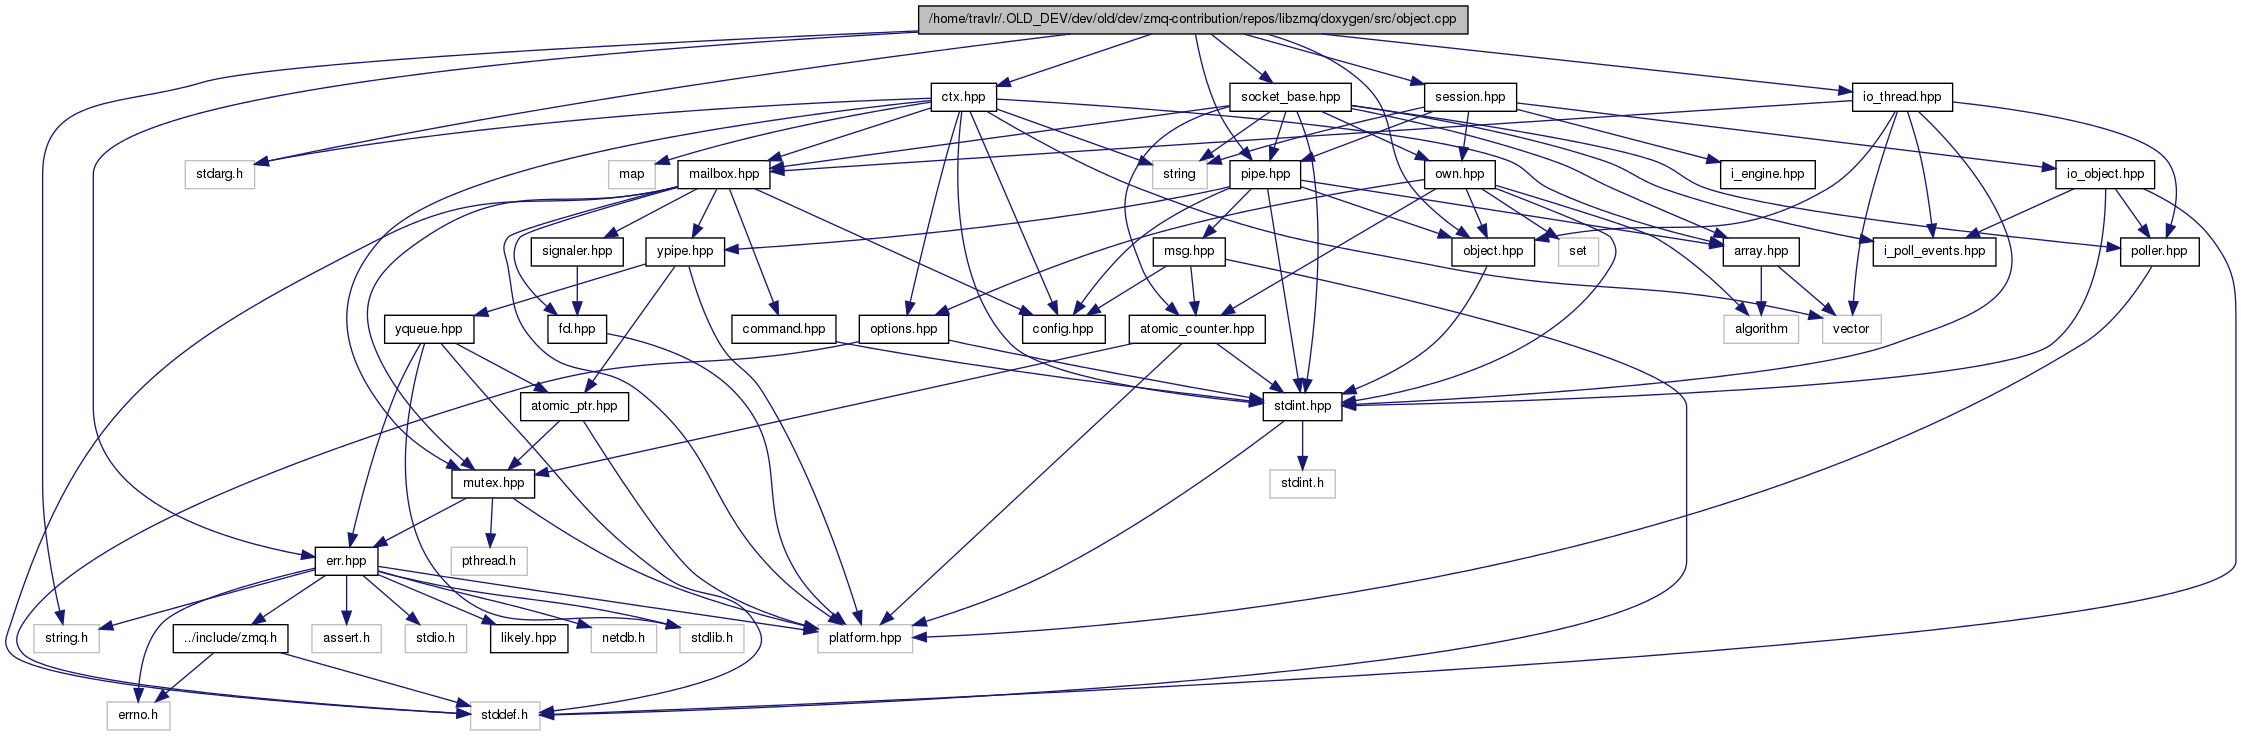 /home/travlr/.OLD_DEV/dev/old/dev/zmq-contribution/repos/libzmq/doxygen/src/object.cpp
ctx.hpp
socket_base.hpp
session.hpp
io_thread.hpp
stdarg.h
map
mailbox.hpp
string
pipe.hpp
own.hpp
i_engine.hpp
io_object.hpp
signaler.hpp
ypipe.hpp
msg.hpp
object.hpp
set
array.hpp
i_poll_events.hpp
poller.hpp
yqueue.hpp
fd.hpp
command.hpp
options.hpp
config.hpp
atomic_counter.hpp
algorithm
vector
atomic_ptr.hpp
stdint.hpp
mutex.hpp
stdint.h
err.hpp
pthread.h
string.h
../include/zmq.h
assert.h
stdio.h
likely.hpp
netdb.h
stdlib.h
platform.hpp
errno.h
stddef.h